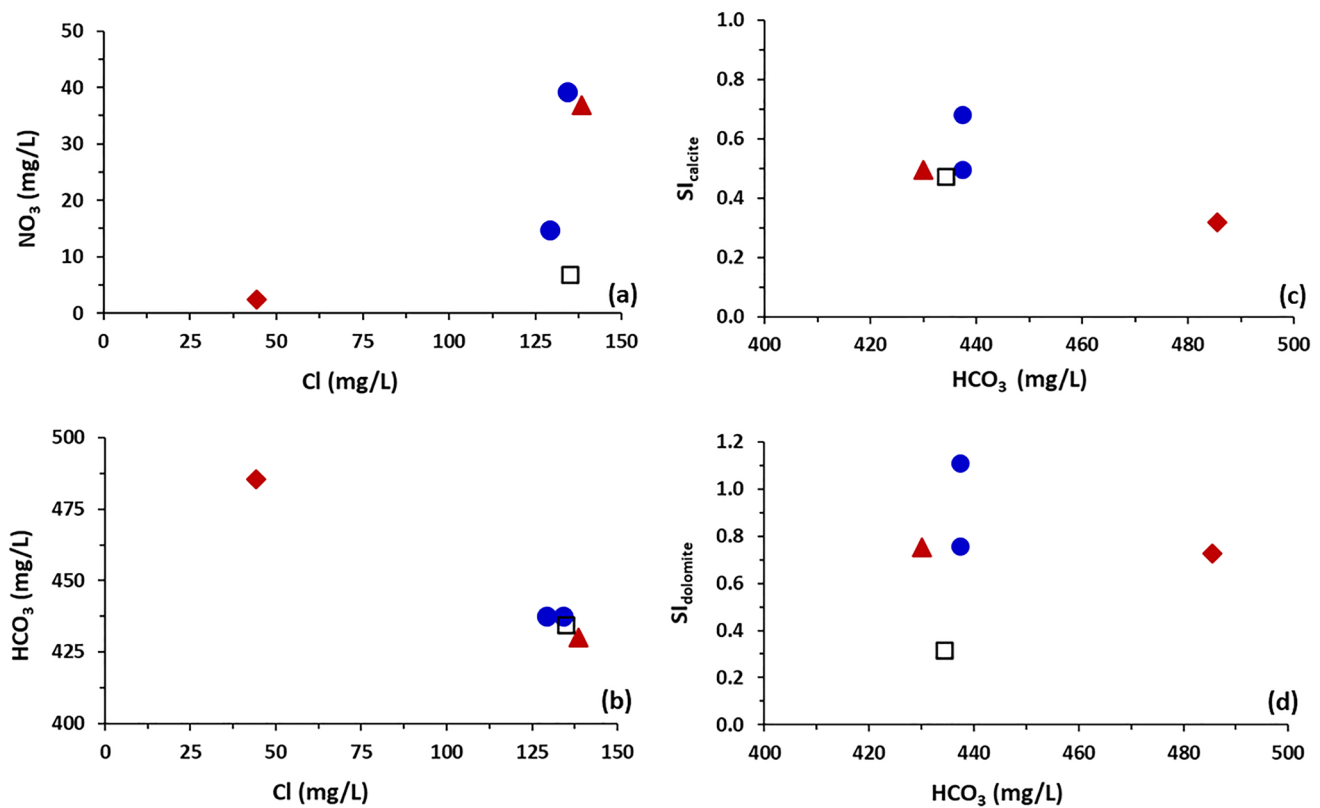 50
40
30
20
10
0
NO3 (mg/L)
0 25 50 75 100 125 150
Cl (mg/L)
(a)
1.0
0.8
0.6
0.4
0.2
0.0
SIcalcite
400 420 440 460 480 500
HCO3 (mg/L)
(c)
500
475
450
425
400
HCO3 (mg/L)
0 25 50 75 100 125 150
Cl (mg/L)
(b)
1.2
1.0
0.8
0.6
0.4
0.2
0.0
SIdolomite
400 420 440 460 480 500
HCO3 (mg/L)
(d)